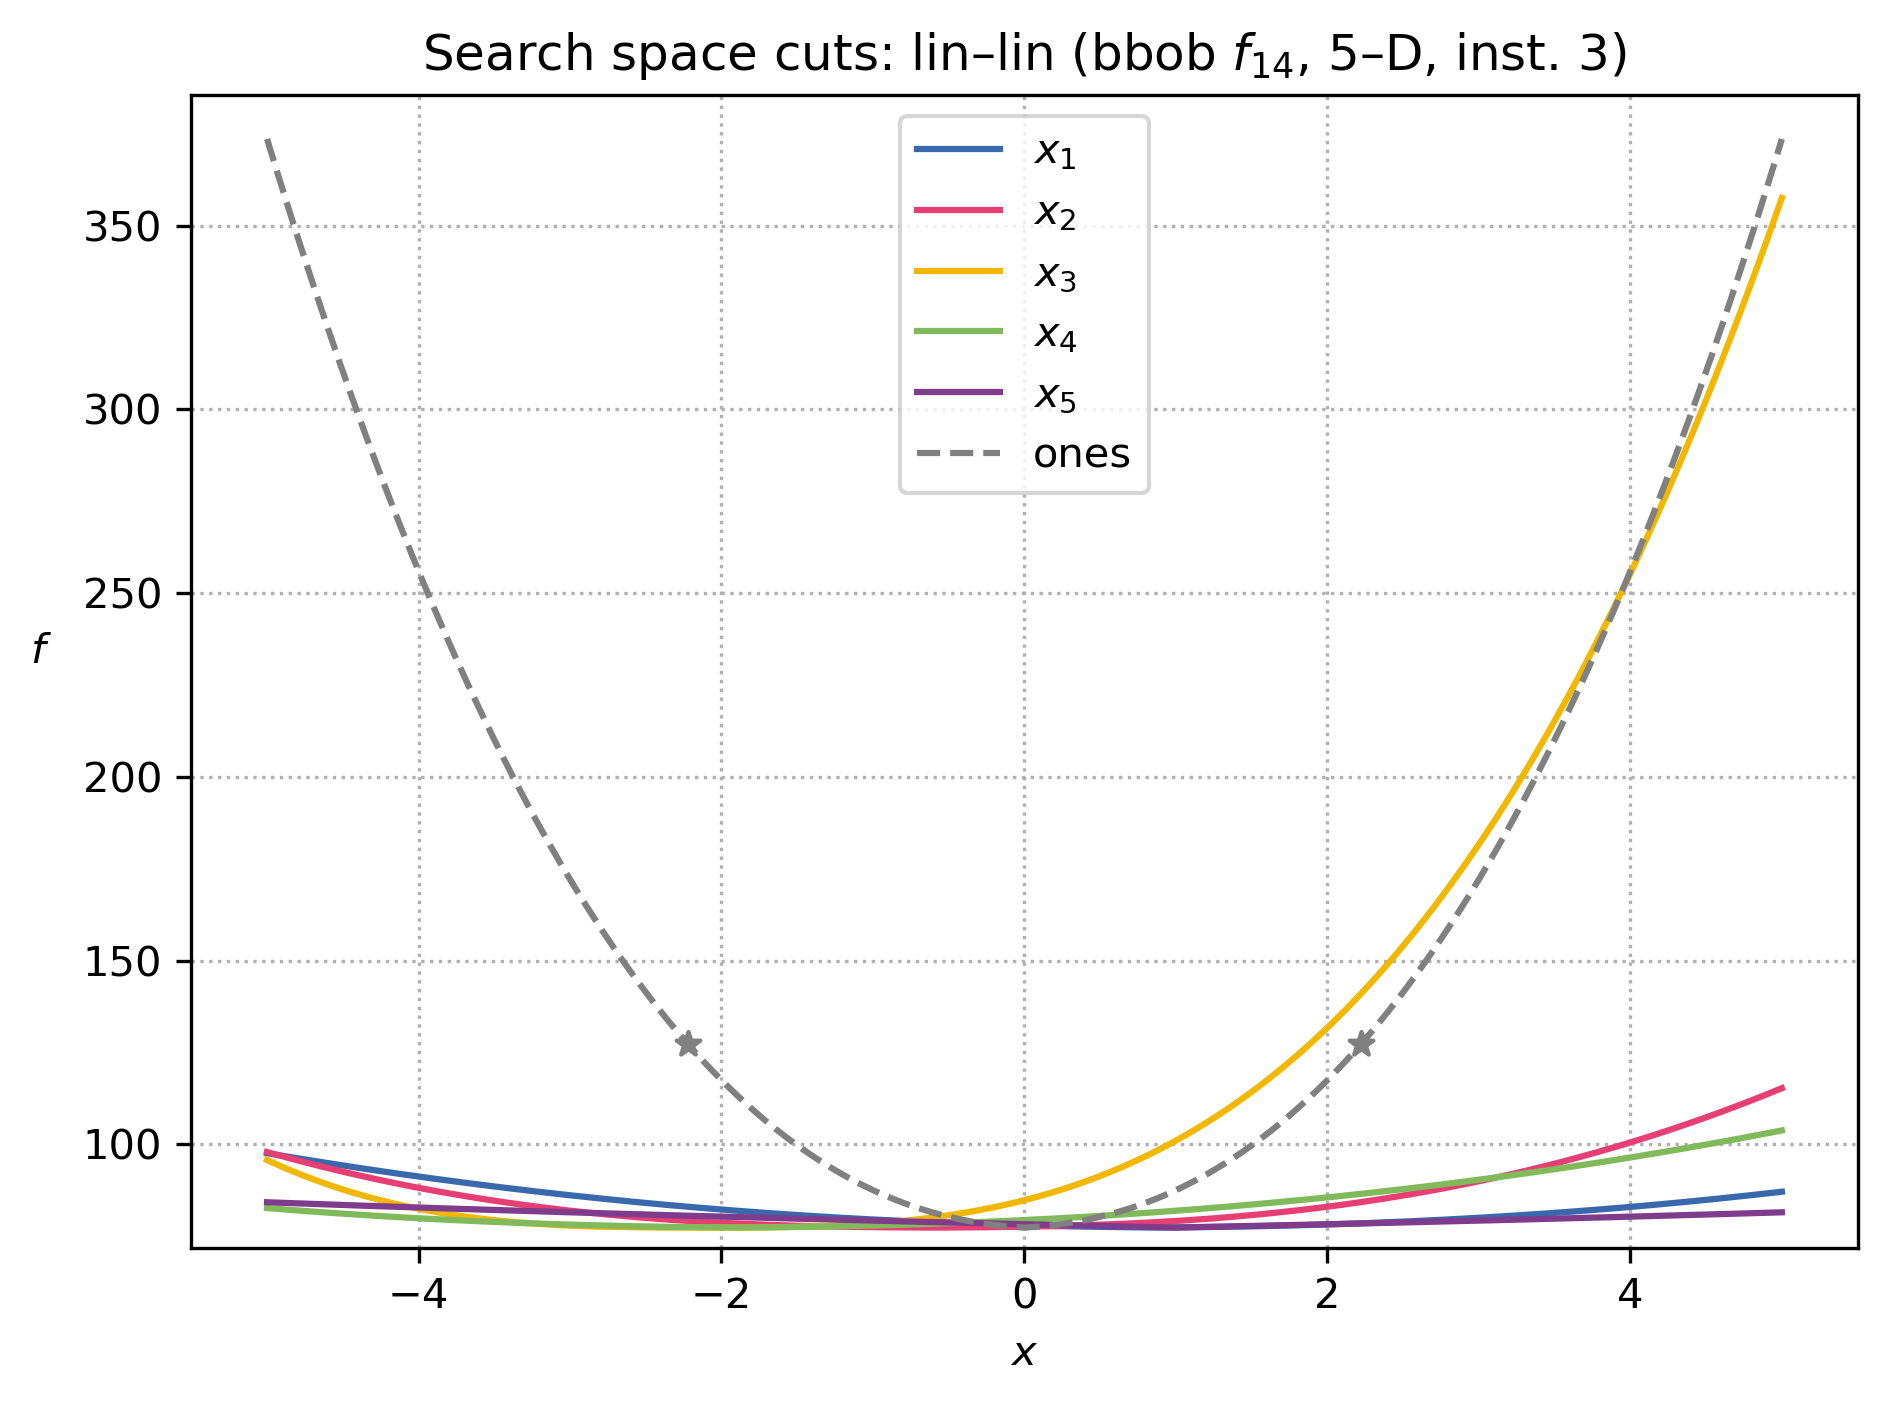 Search space cuts: lin–lin (bbob f14, 5–D, inst. 3)
x1
x2
x3
x4
x5
ones
350
300
250
200
150
100
f
−4 −2 0 2 4
x